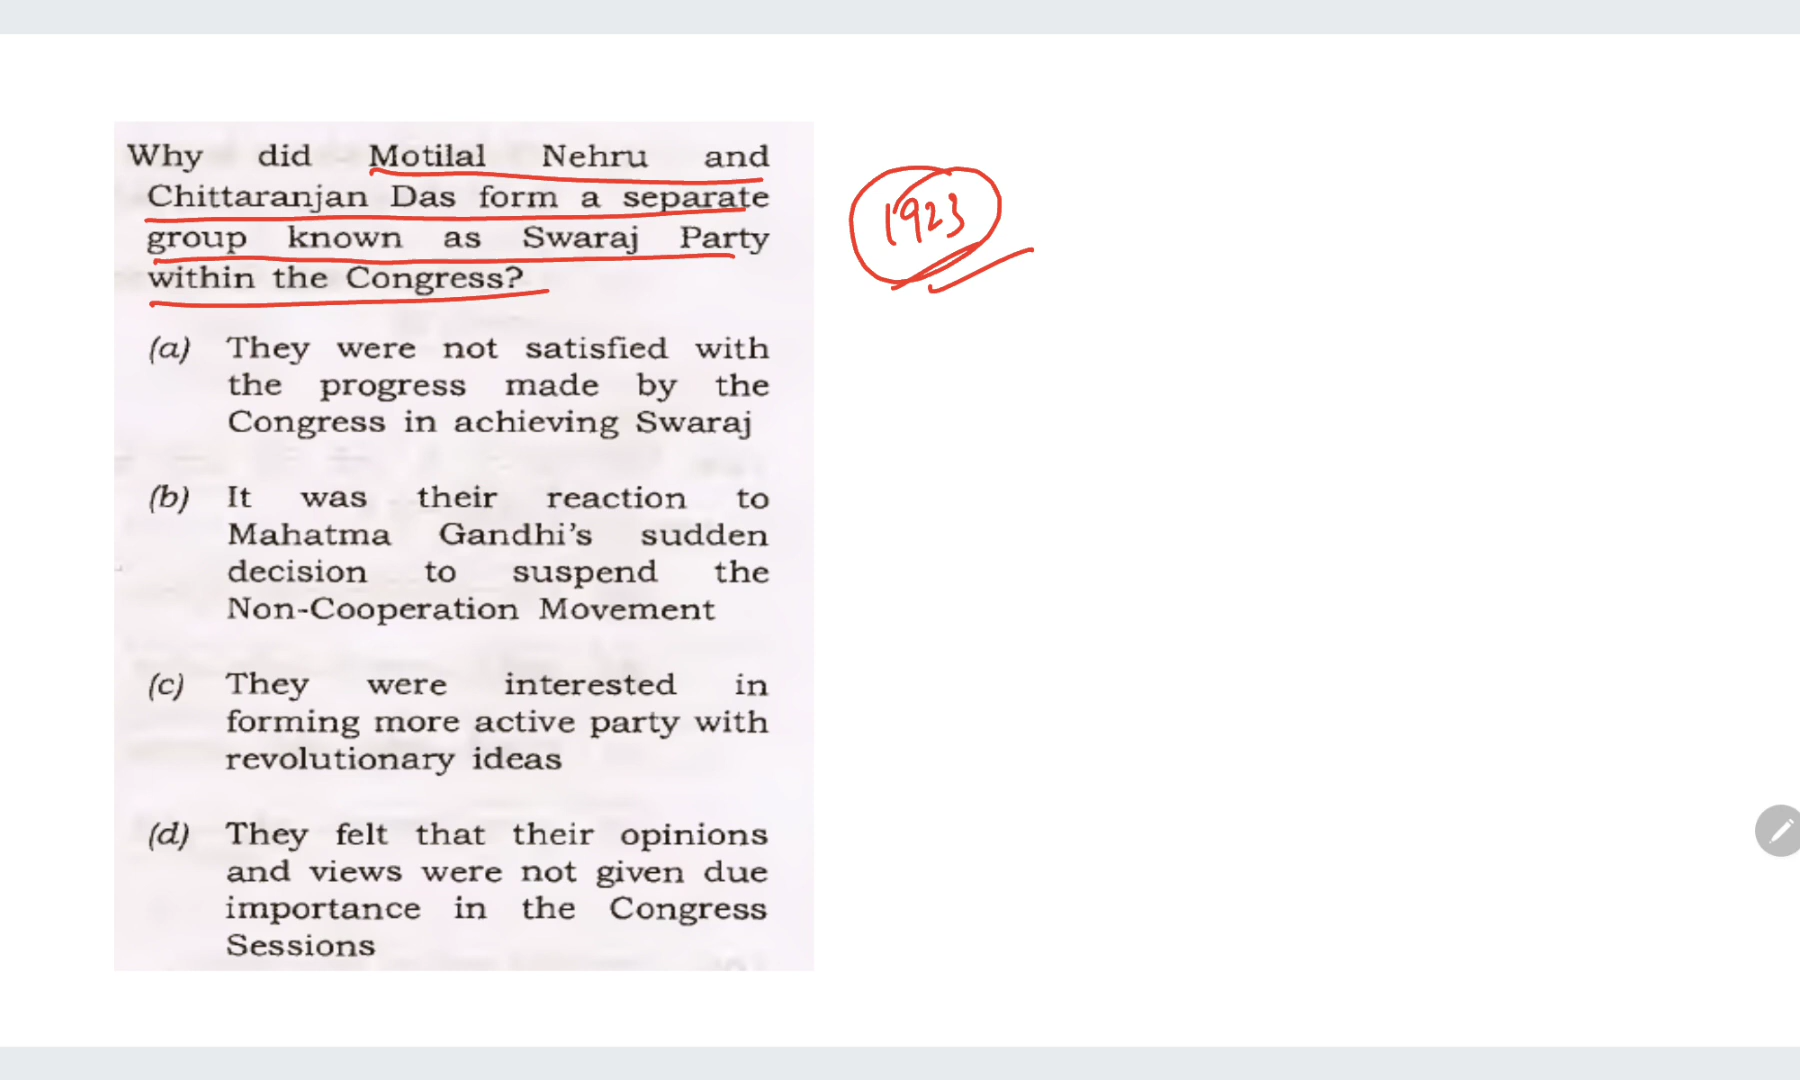 Why did Motilal Nehru and
Chittaranjan Das form a separate
group known as Swaraj Party
within the Congress?
1923
(a) They were not satisfied with
the progress made by the
Congress in achieving Swaraj
(b) It was their reaction to
Mahatma Gandhi's sudden
decision to suspend the
Non-Cooperation Movement
(c) They were interested in
forming more active party with
revolutionary ideas
(d) They felt that their opinions
and views were not given due
importance in the Congress
Sessions